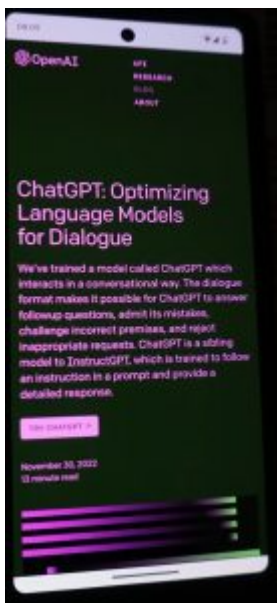 OpenAI
API
RESEARCH
BLOG
ABOUT
ChatGPT: Optimizing
Language Models
for Dialogue
We've trained a model called ChatGPT which
interacts in a conversational way. The dialogue
format makes it possible for ChatGPT to answer
followup questions, admit its mistakes,
challenge incorrect premises, and reject
inappropriate requests. ChatGPT is a sibling
model to InstructGPT, which is trained to follow
an instruction in a prompt and provide a
detailed response.
TRY CHATGPT ↗
November 30, 2022
13 minute read